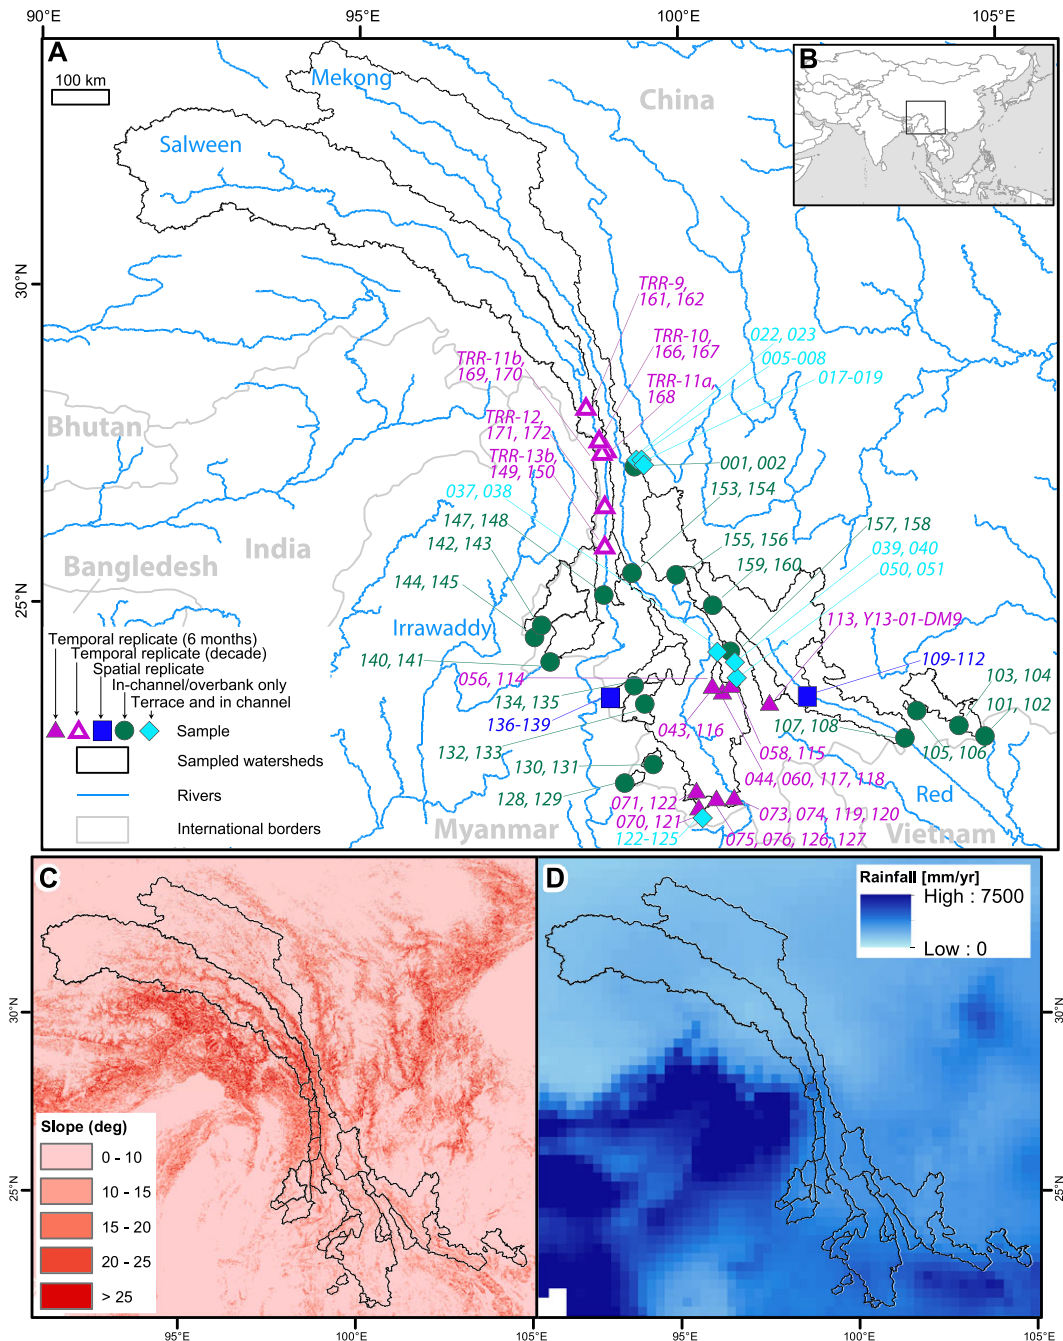 90°E
95°E
100°E
105°E
A
100 km
Mekong
Salween
China
B
30°N
25°N
TRR-9,
161, 162
TRR-10,
166, 167
TRR-11a,
168
022, 023
005-008
017-019
TRR-11b,
169, 170
TRR-12,
171, 172
TRR-13b,
149, 150
037, 038
147, 148
142, 143
144, 145
140, 141
056, 114
134, 135
136-139
132, 133
130, 131
128, 129
071, 122
070, 121
122-125
001, 002
153, 154
155, 156
159, 160
157, 158
039, 040
050, 051
113, Y13-01-DM9
109-112
103, 104
101, 102
105, 106
107, 108
043, 116
058, 115
044, 060, 117, 118
073, 074, 119, 120
075, 076, 126, 127
Bhutan
India
Bangladesh
Irrawaddy
Myanmar
Red
Vietnam
Temporal replicate (6 months)
Temporal replicate (decade)
Spatial replicate
In-channel/overbank only
Terrace and in channel
Sample
Sampled watersheds
Rivers
International borders
C
30°N
25°N
Slope (deg)
0 - 10
10 - 15
15 - 20
20 - 25
> 25
95°E
100°E
105°E
D
Rainfall [mm/yr]
High : 7500
Low : 0
30°N
25°N
95°E
100°E
105°E